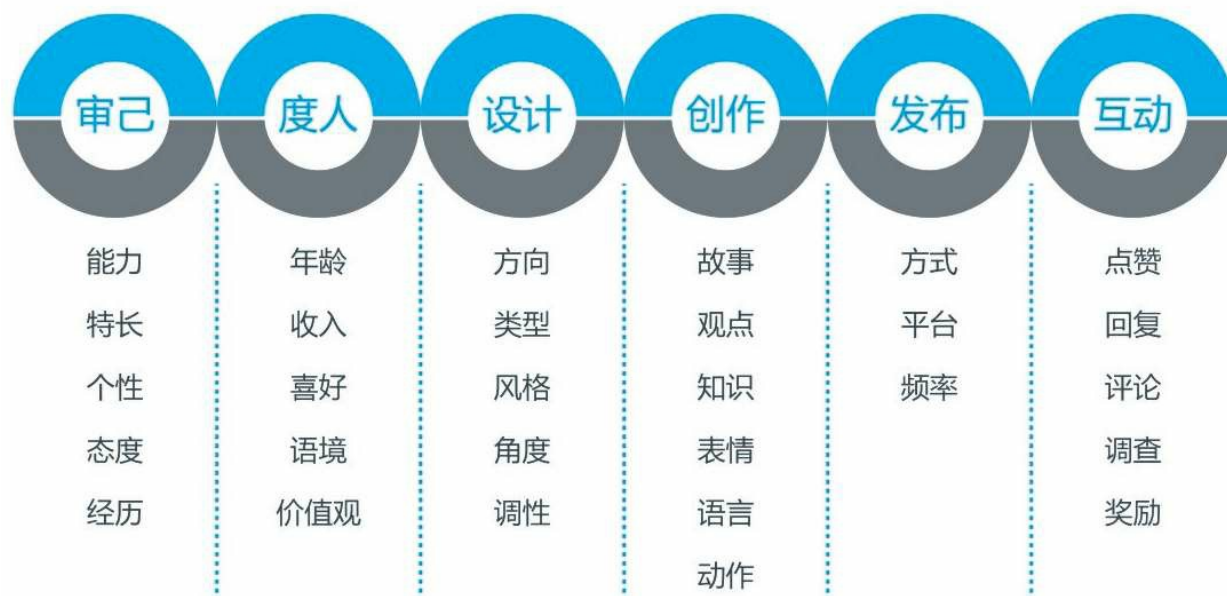 审己 度人 设计 创作 发布 互动
能力 年龄 方向 故事 方式 点赞
特长 收入 类型 观点 平台 回复
个性 喜好 风格 知识 频率 评论
态度 语境 角度 表情 调查
经历 价值观 调性 语言 奖励
动作